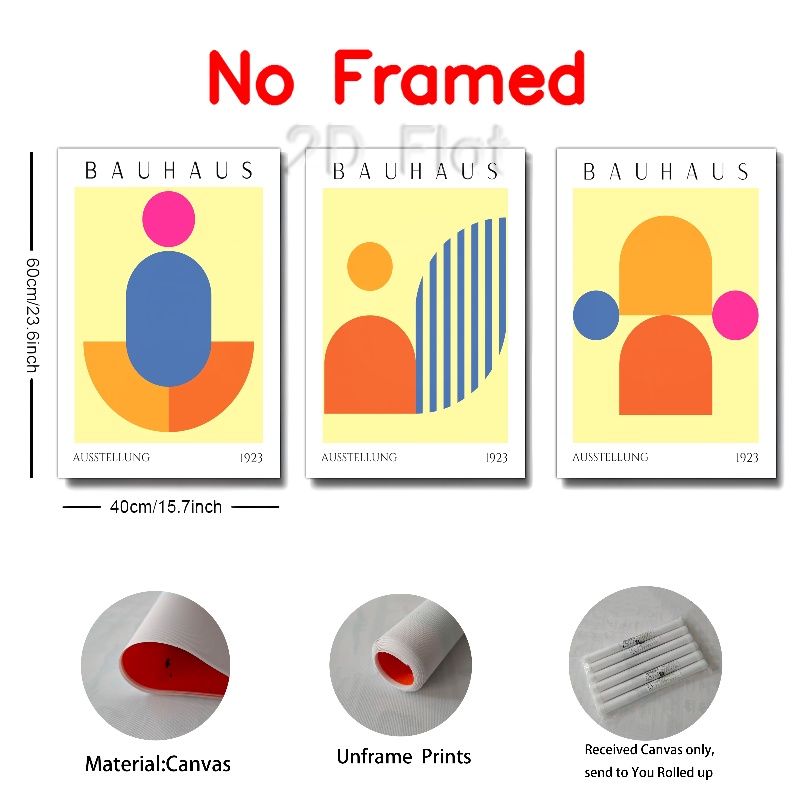 No Framed
2D Flat
BAUHAUS
BAUHAUS
BAUHAUS
60cm/23.6inch
AUSSTELLUNG 1923
AUSSTELLUNG 1923
AUSSTELLUNG 1923
40cm/15.7inch
Material:Canvas
Unframe Prints
Received Canvas only,
send to You Rolled up